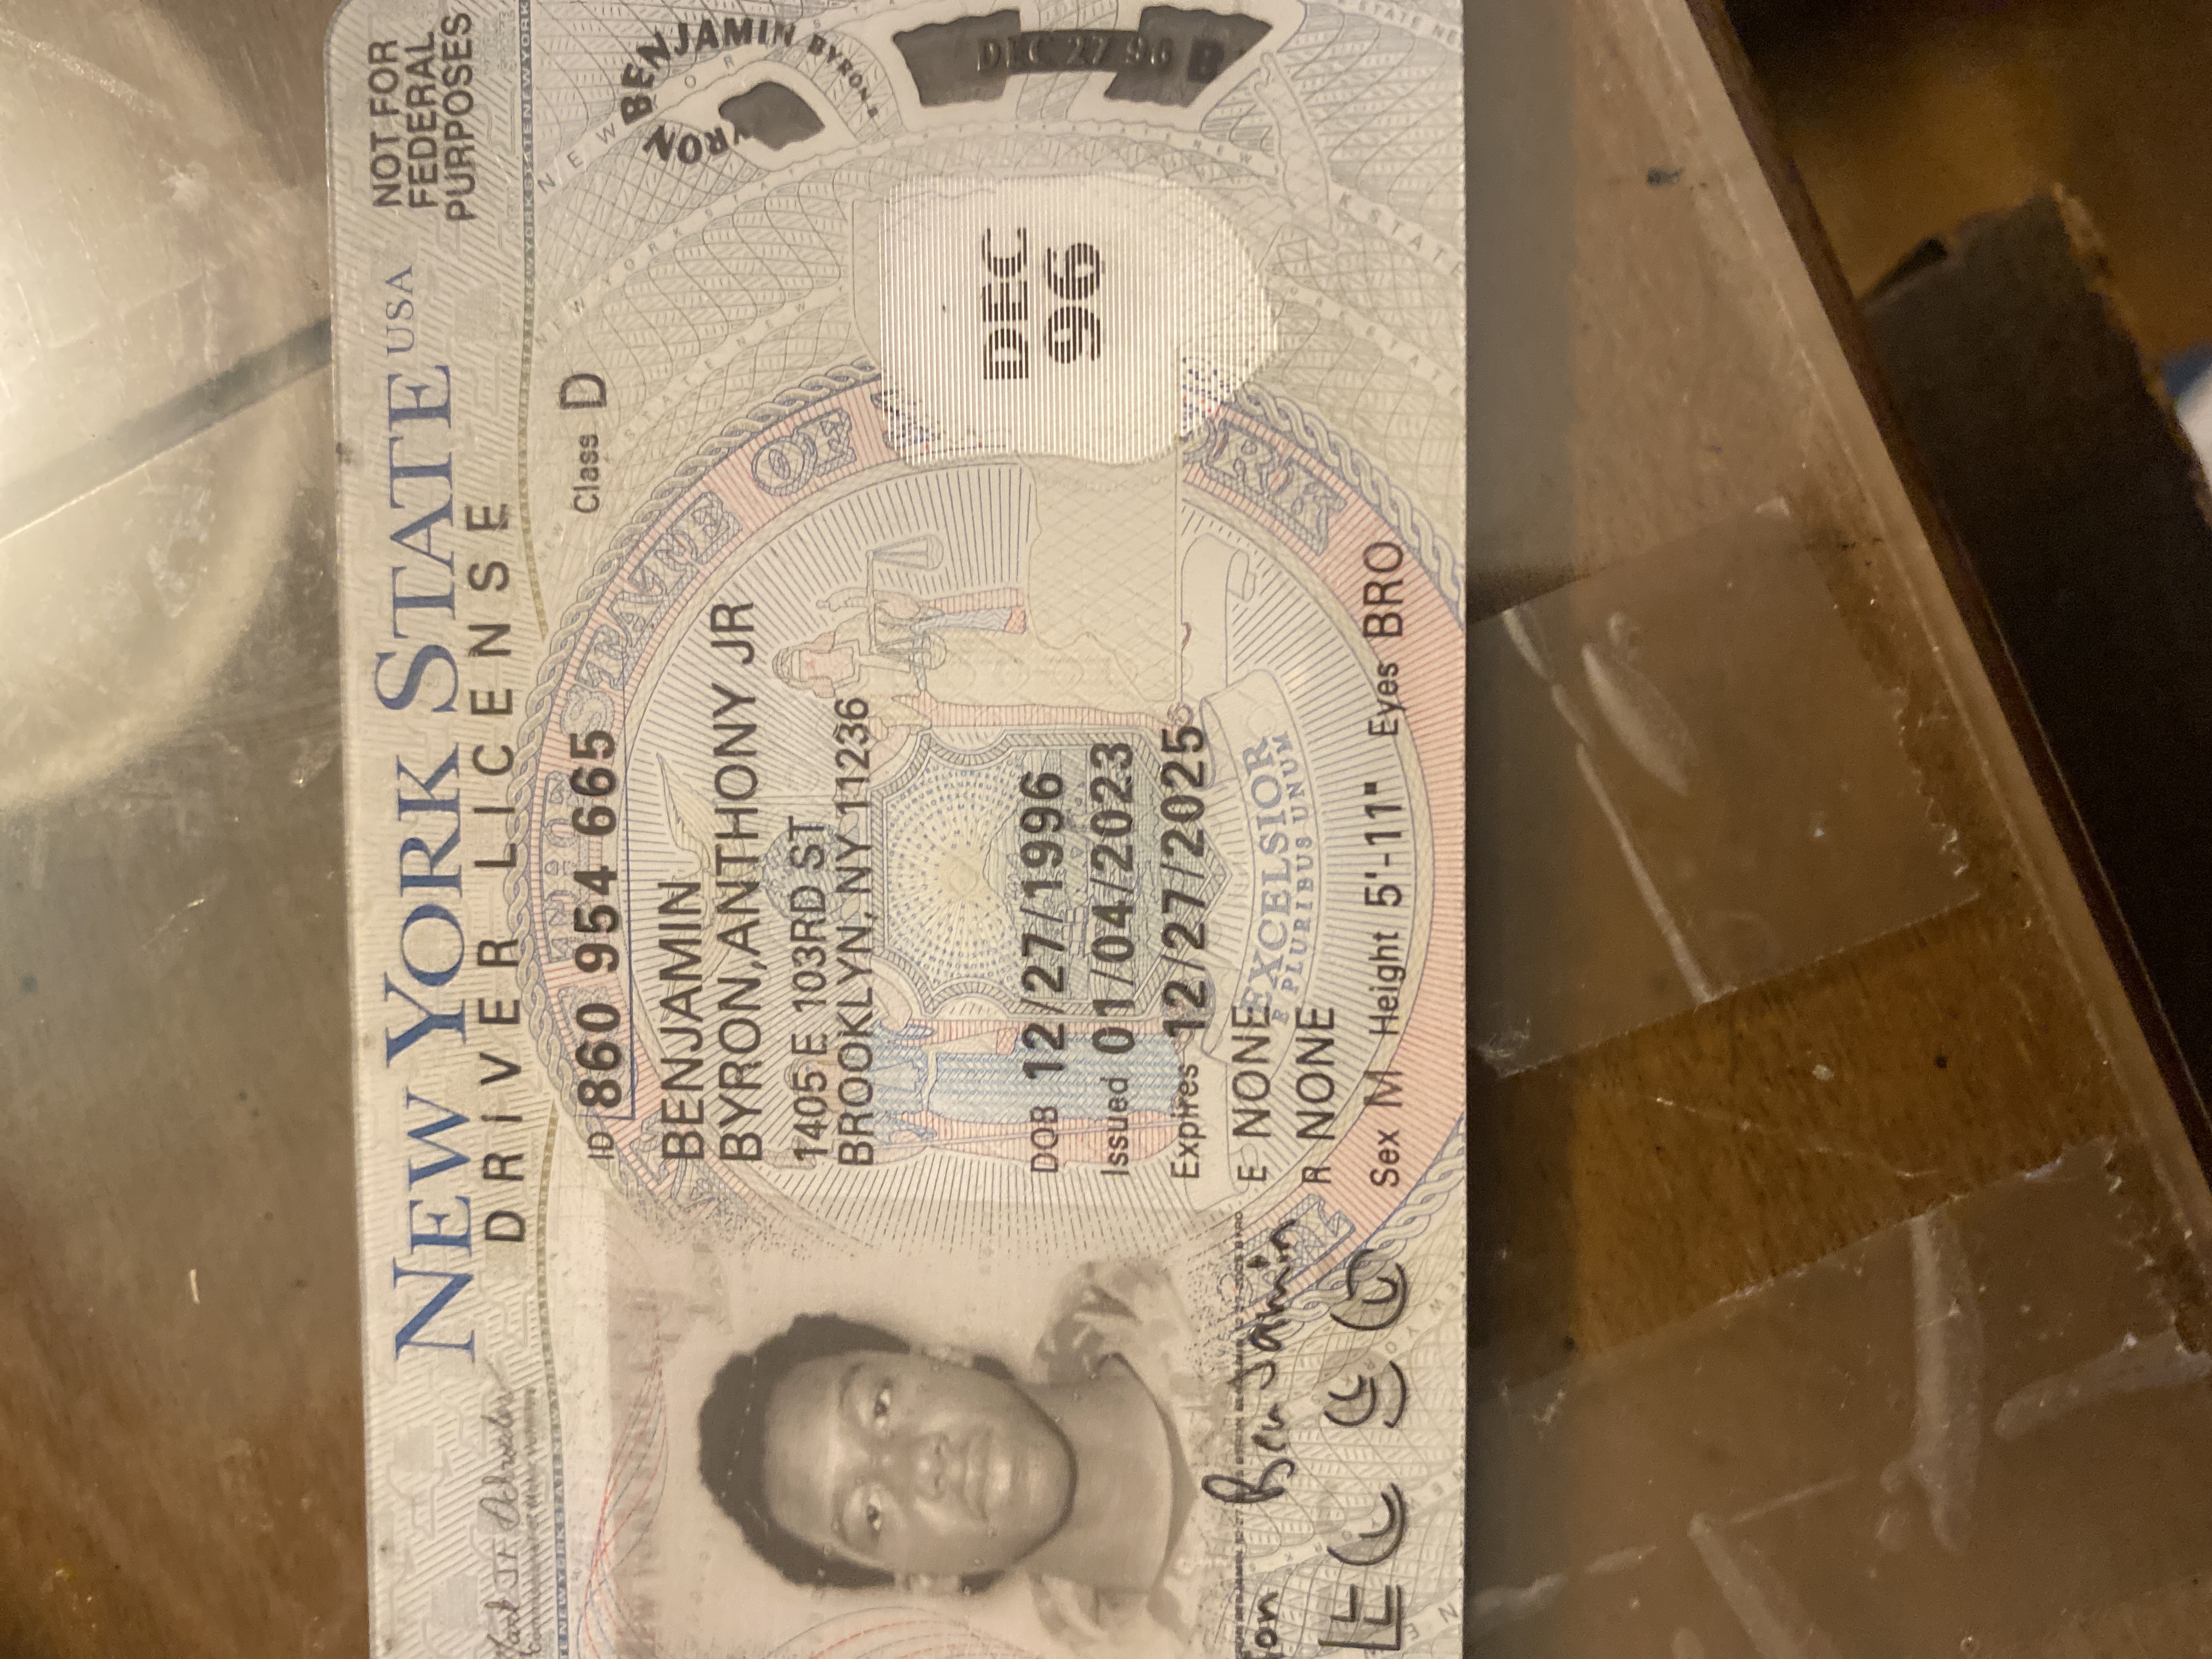 NEW YORK STATE USA
DRIVER LICENSE
NOT FOR
FEDERAL
PURPOSES
ID 860 954 665
Class D
BENJAMIN
BYRON,ANTHONY JR
1405 E 103RD ST
BROOKLYN, NY 11236
DOB 12/27/1996
Issued 01/04/2023
Expires 12/27/2025
E NONE
R NONE
Sex M Height 5'-11" Eyes BRO
EXCELSIOR
E PLURIBUS UNUM
DEC
96
BENJAMIN BYRON
DEC 27 96
Benjamin